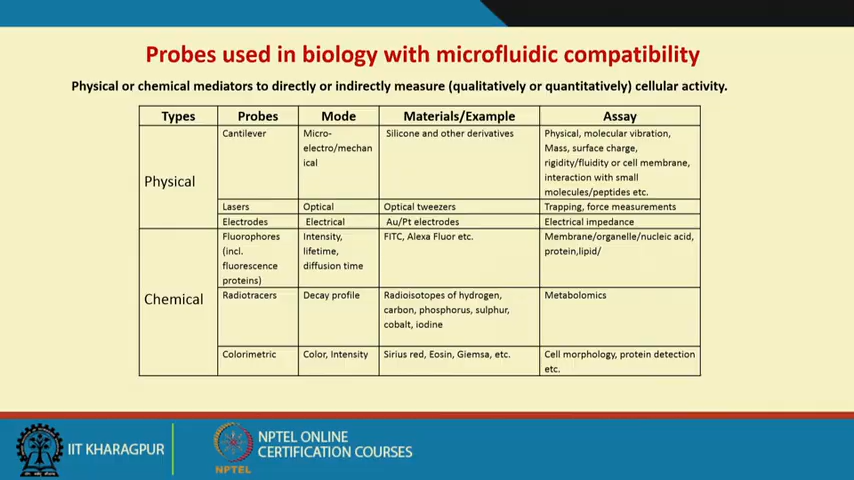 Probes used in biology with microfluidic compatibility
Physical or chemical mediators to directly or indirectly measure (qualitatively or quantitatively) cellular activity.
Types Probes Mode Materials/Example Assay
Physical
Cantilever
Micro-
electro/mechan
ical
Silicone and other derivatives
Physical, molecular vibration,
Mass, surface charge,
rigidity/fluidity or cell membrane,
interaction with small
molecules/peptides etc.
Lasers Optical Optical tweezers Trapping, force measurements
Electrodes Electrical Au/Pt electrodes Electrical impedance
Chemical
Fluorophores
(incl.
fluorescence
proteins)
Intensity,
lifetime,
diffusion time
FITC, Alexa Fluor etc.
Membrane/organelle/nucleic acid,
protein,lipid/
Radiotracers
Decay profile
Radioisotopes of hydrogen,
carbon, phosphorus, sulphur,
cobalt, iodine
Metabolomics
Colorimetric
Color, Intensity
Sirius red, Eosin, Giemsa, etc.
Cell morphology, protein detection
etc.
IIT KHARAGPUR
NPTEL
NPTEL ONLINE
CERTIFICATION COURSES